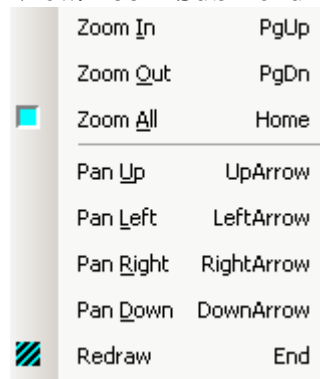 Zoom In PgUp
Zoom Out PgDn
Zoom All Home
Pan Up UpArrow
Pan Left LeftArrow
Pan Right RightArrow
Pan Down DownArrow
Redraw End